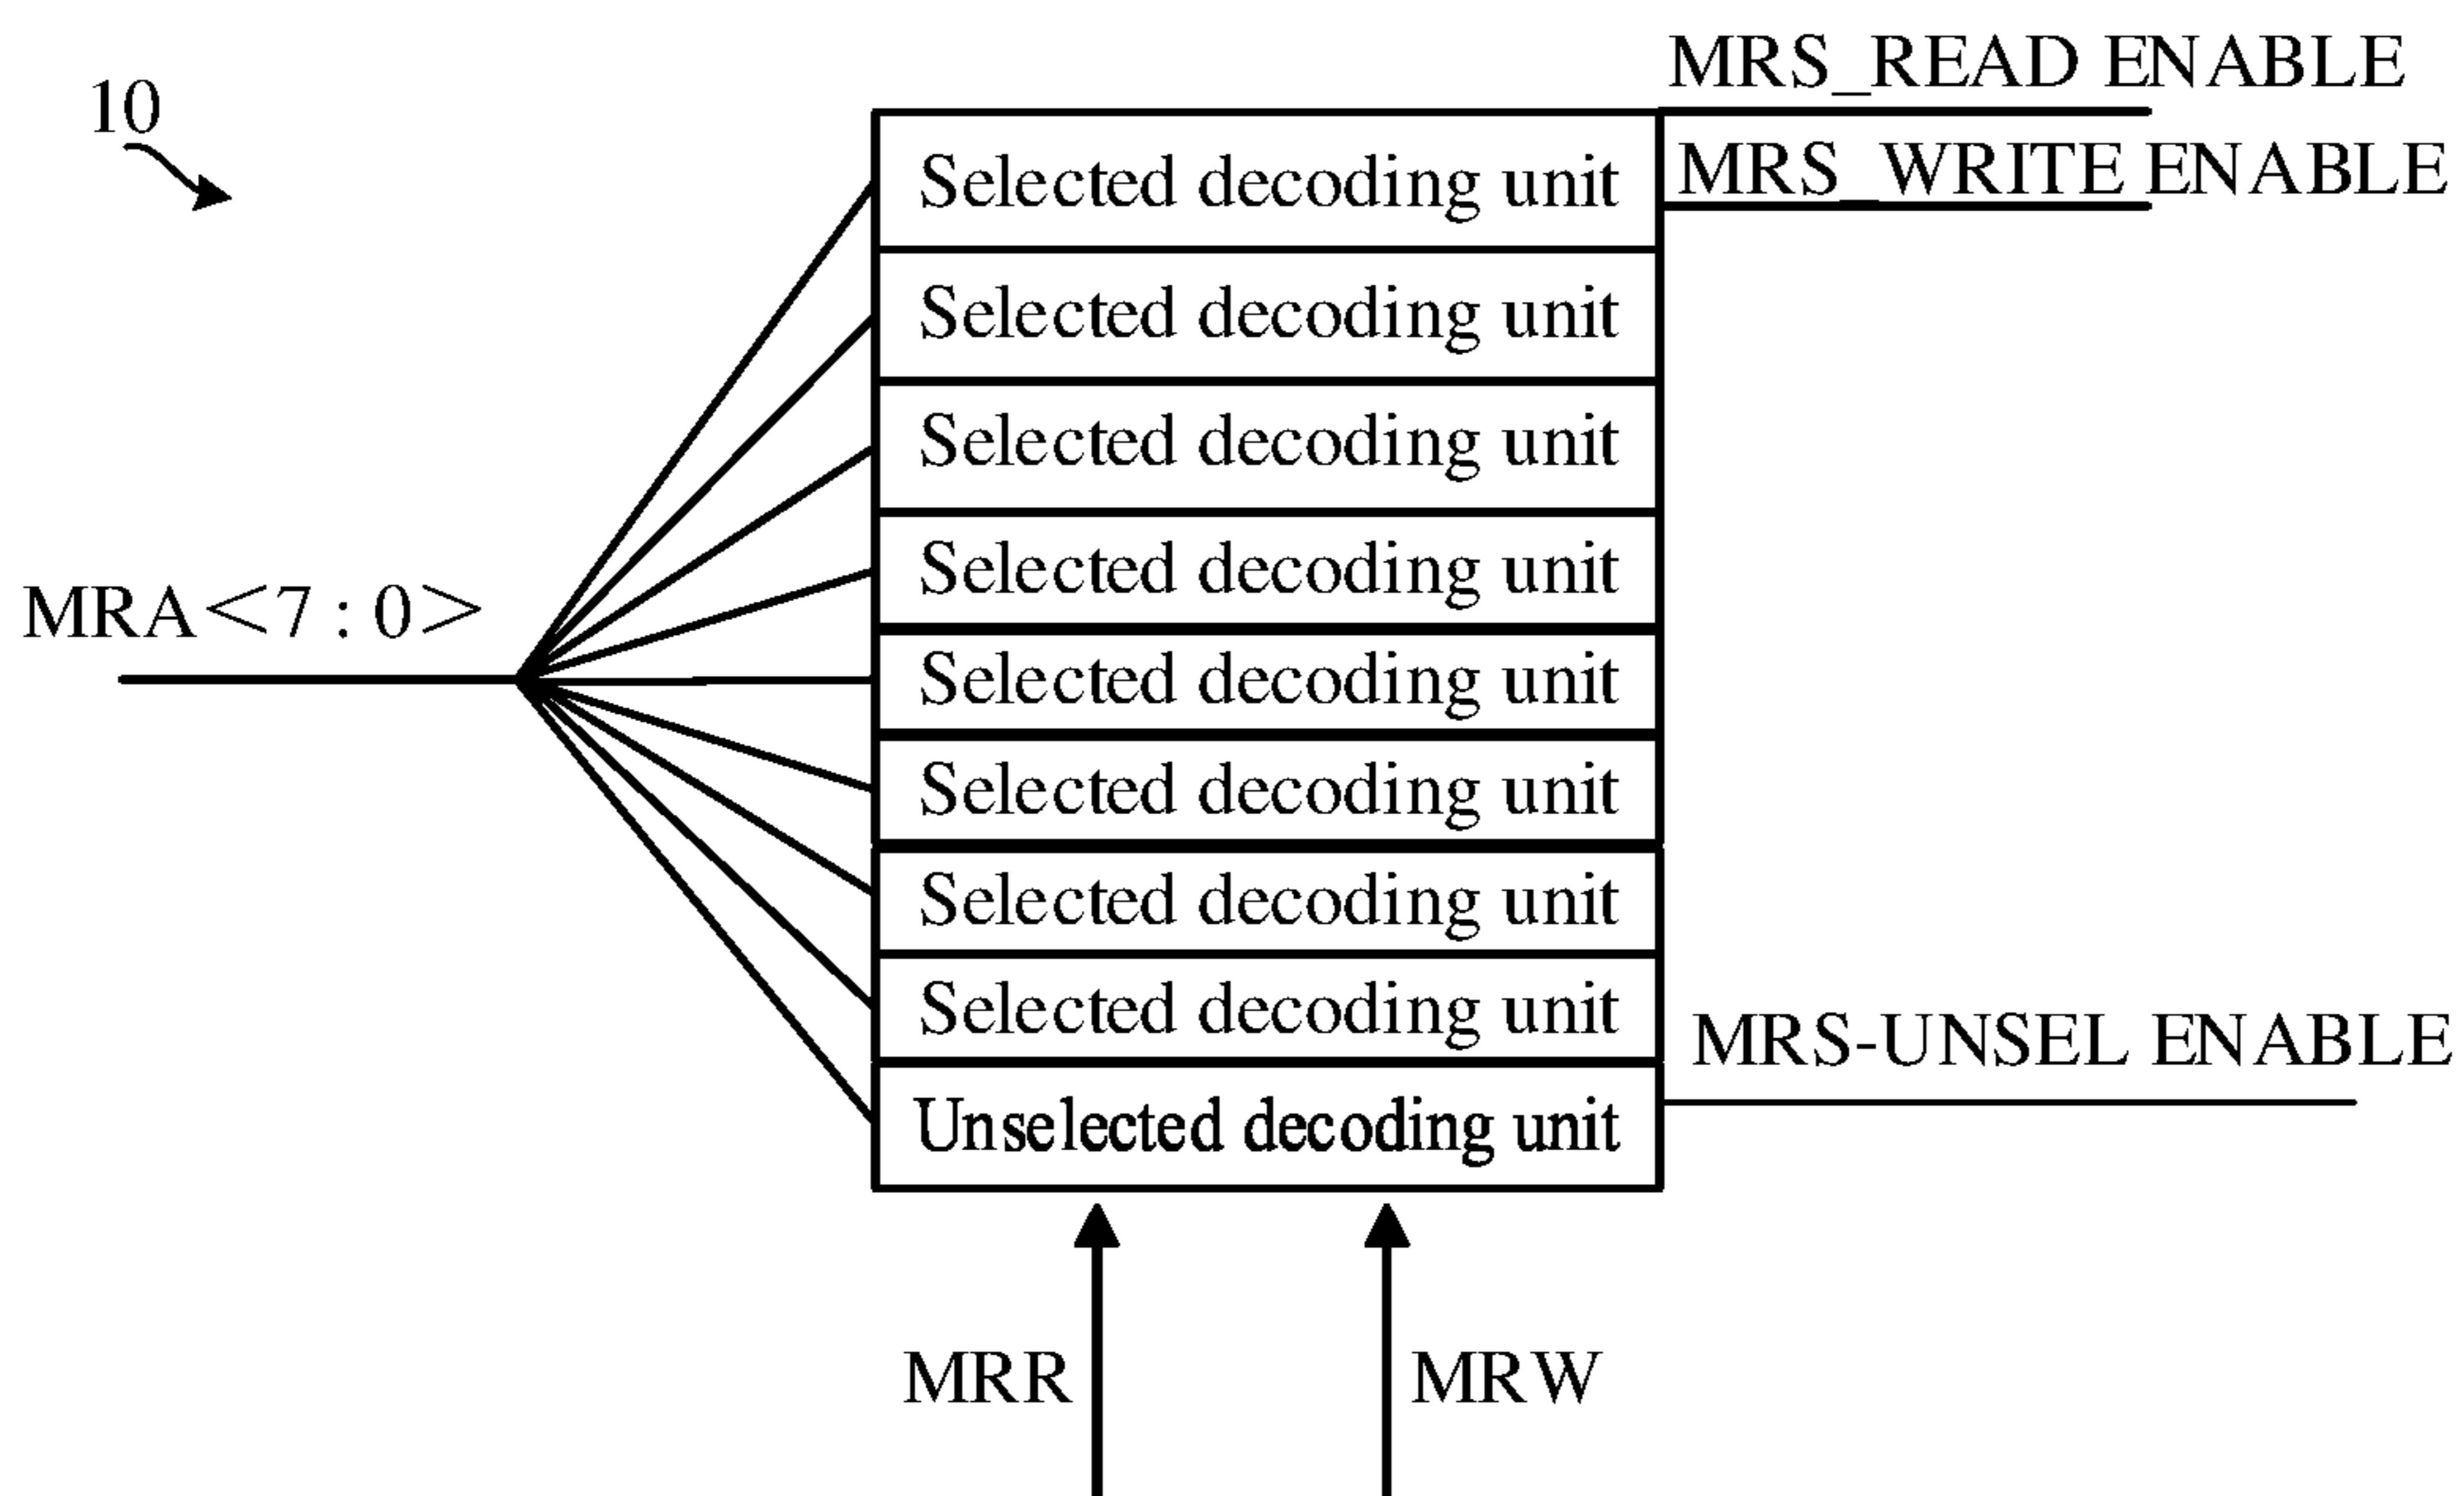 MRS_READ ENABLE
10
MRS_WRITE ENABLE
Selected decoding unit
Selected decoding unit
Selected decoding unit
Selected decoding unit
MRA<7:0>
Selected decoding unit
Selected decoding unit
Selected decoding unit
Selected decoding unit
MRS-UNSEL ENABLE
Unselected decoding unit
MRR
MRW